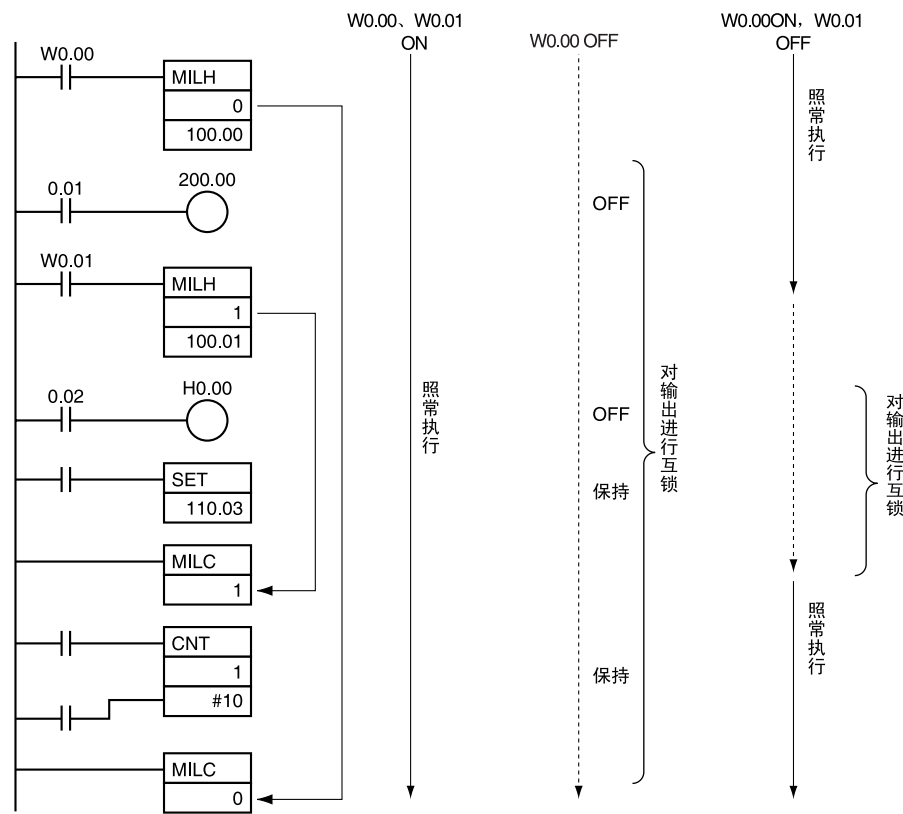 W0.00、W0.01
ON
W0.00 OFF
W0.00ON，W0.01
OFF
W0.00
MILH
0
100.00
0.01
200.00
W0.01
MILH
1
100.01
0.02
H0.00
SET
110.03
MILC
1
CNT
1
#10
MILC
0
照常执行
OFF
OFF
保持
保持
对输出进行互锁
照常执行
对输出进行互锁
照常执行